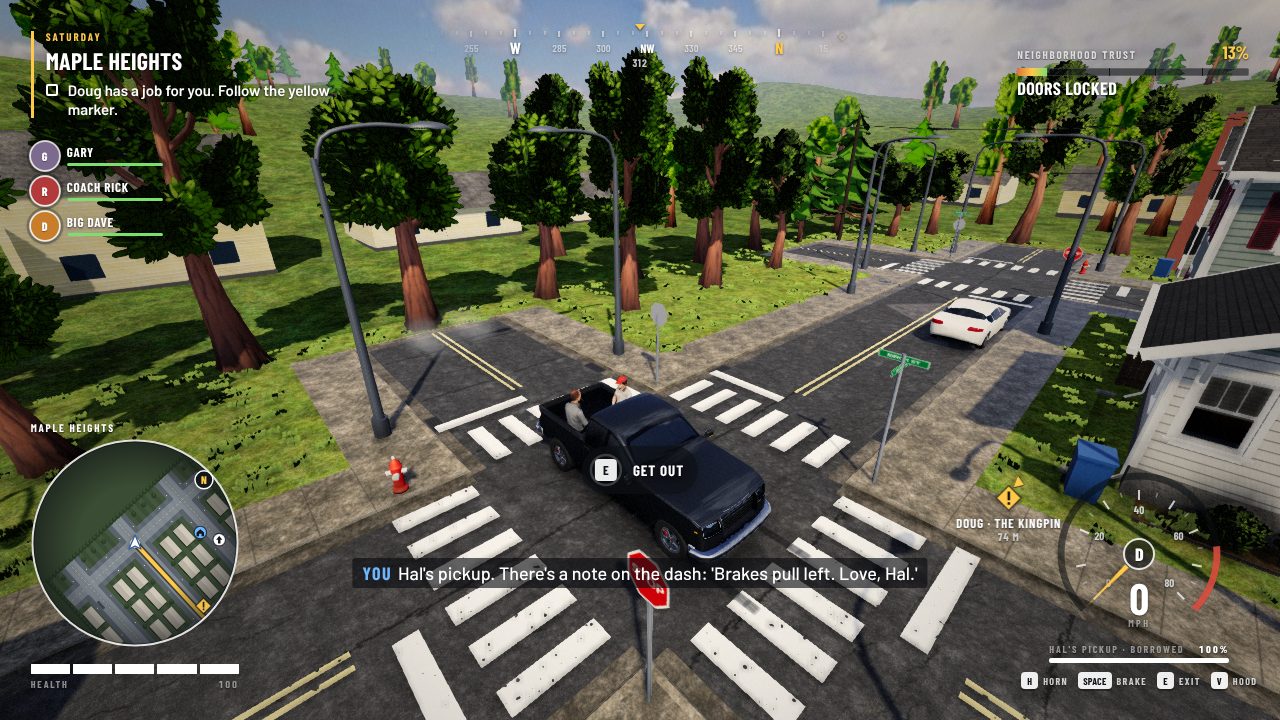 SATURDAY
MAPLE HEIGHTS
Doug has a job for you. Follow the yellow
marker.
G GARY
R COACH RICK
D BIG DAVE
255 W 285 300 NW 330 345 N 15
312
NEIGHBORHOOD TRUST 13%
DOORS LOCKED
E GET OUT
YOU Hal's pickup. There's a note on the dash: 'Brakes pull left. Love, Hal.'
DOUG · THE KINGPIN
74 M
MAPLE HEIGHTS
N
HEALTH 100
20 40 60 80
D
0
MPH
HAL'S PICKUP · BORROWED 100%
H HORN SPACE BRAKE E EXIT V HOOD